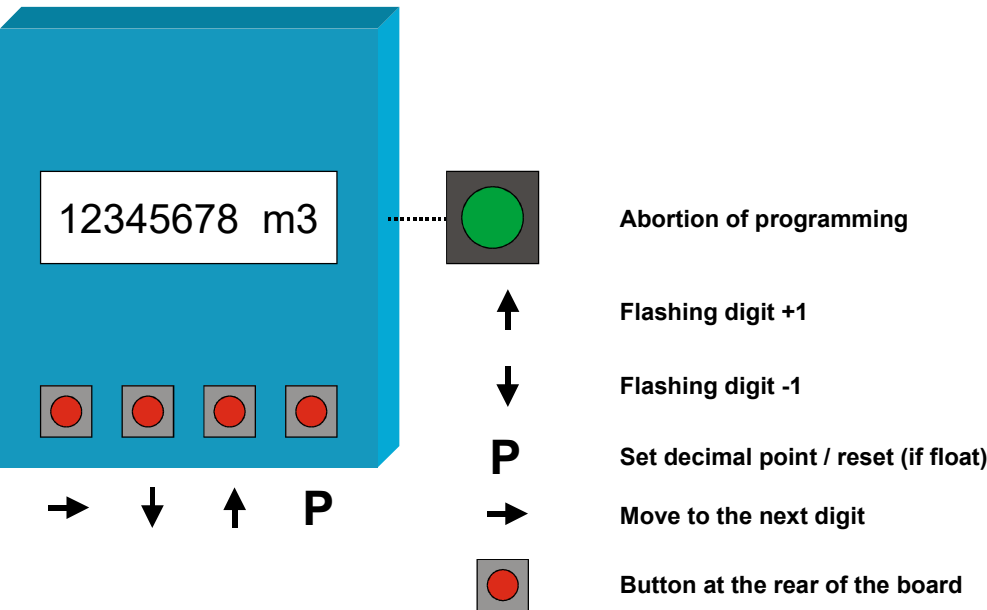 12345678 m3
Abortion of programming
Flashing digit +1
Flashing digit -1
P Set decimal point / reset (if float)
P
Move to the next digit
Button at the rear of the board